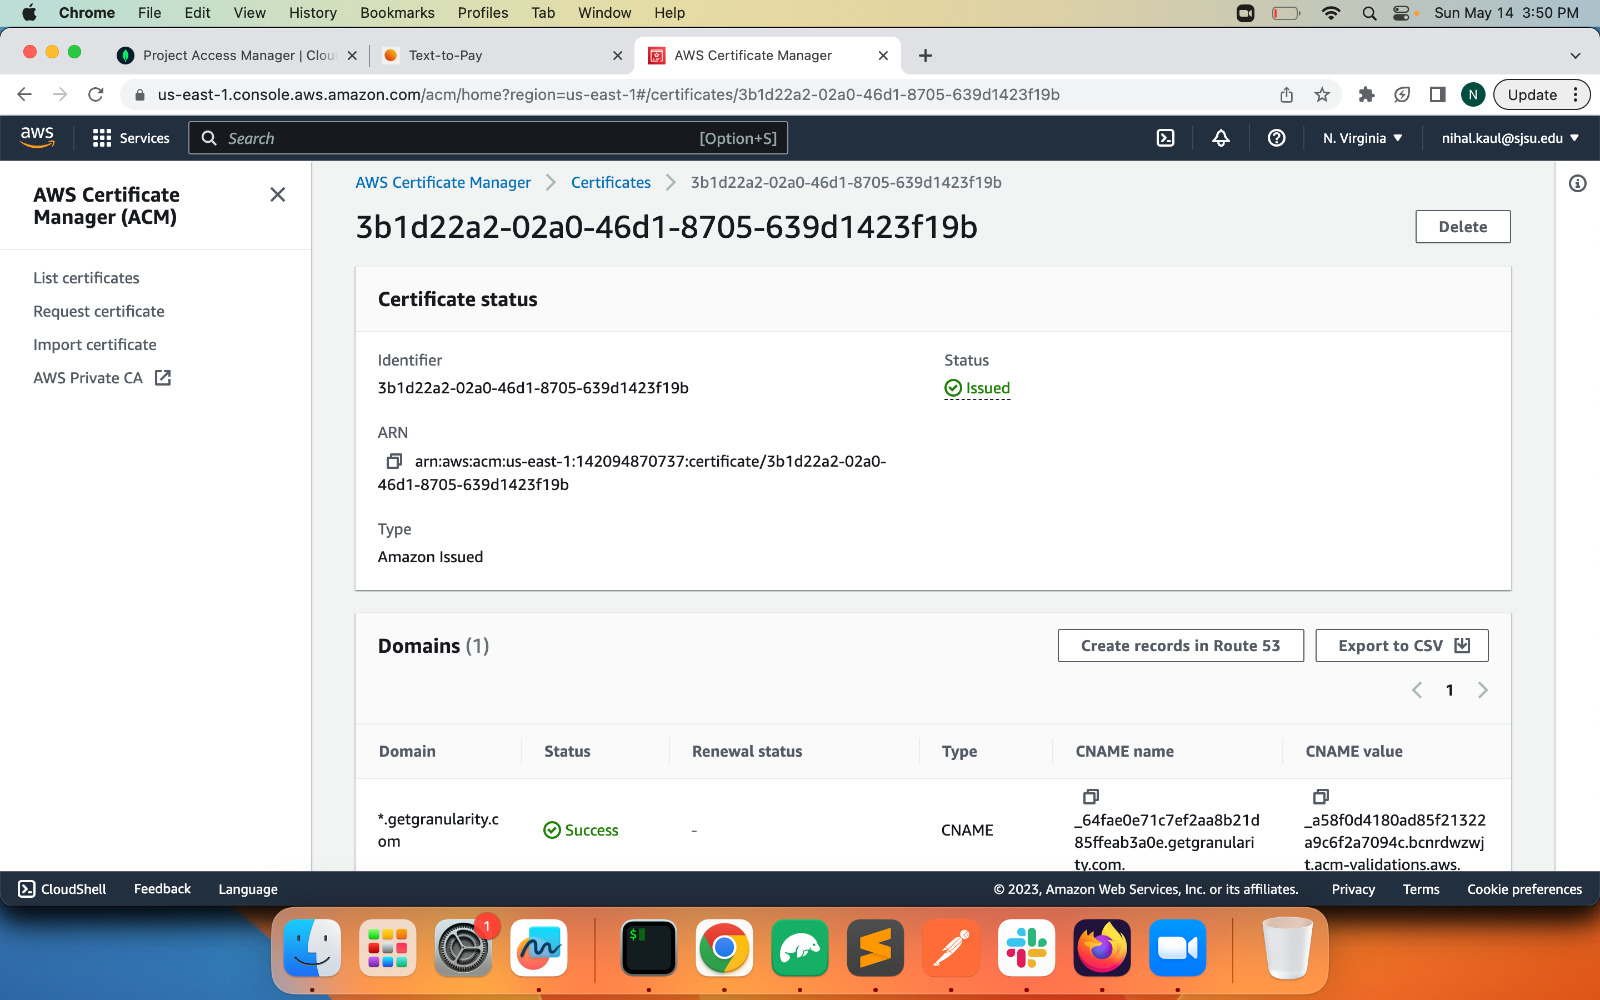 Chrome File Edit View History Bookmarks Profiles Tab Window Help Sun May 14 3:50 PM
Project Access Manager | Clou Text-to-Pay AWS Certificate Manager
us-east-1.console.aws.amazon.com/acm/home?region=us-east-1#/certificates/3b1d22a2-02a0-46d1-8705-639d1423f19b N Update
aws Services Search [Option+S] N. Virginia nihal.kaul@sjsu.edu
AWS Certificate
Manager (ACM)
List certificates
Request certificate
Import certificate
AWS Private CA
AWS Certificate Manager Certificates 3b1d22a2-02a0-46d1-8705-639d1423f19b
3b1d22a2-02a0-46d1-8705-639d1423f19b Delete
Certificate status
Identifier
3b1d22a2-02a0-46d1-8705-639d1423f19b
Status
Issued
ARN
arn:aws:acm:us-east-1:142094870737:certificate/3b1d22a2-02a0-
46d1-8705-639d1423f19b
Type
Amazon Issued
Domains (1) Create records in Route 53 Export to CSV
1
Domain Status Renewal status Type CNAME name CNAME value
*.getgranularity.c
om
Success
-
CNAME
_64fae0e71c7ef2aa8b21d
85ffeab3a0e.getgranulari
ty.com.
_a58f0d4180ad85f21322
a9c6f2a7094c.bcnrdwzwj
t.acm-validations.aws.
CloudShell Feedback Language © 2023, Amazon Web Services, Inc. or its affiliates. Privacy Terms Cookie preferences
1
$